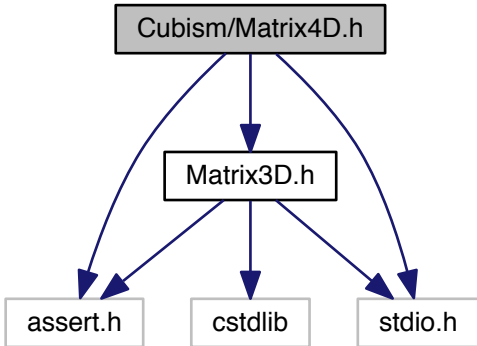 Cubism/Matrix4D.h
Matrix3D.h
assert.h
cstdlib
stdio.h